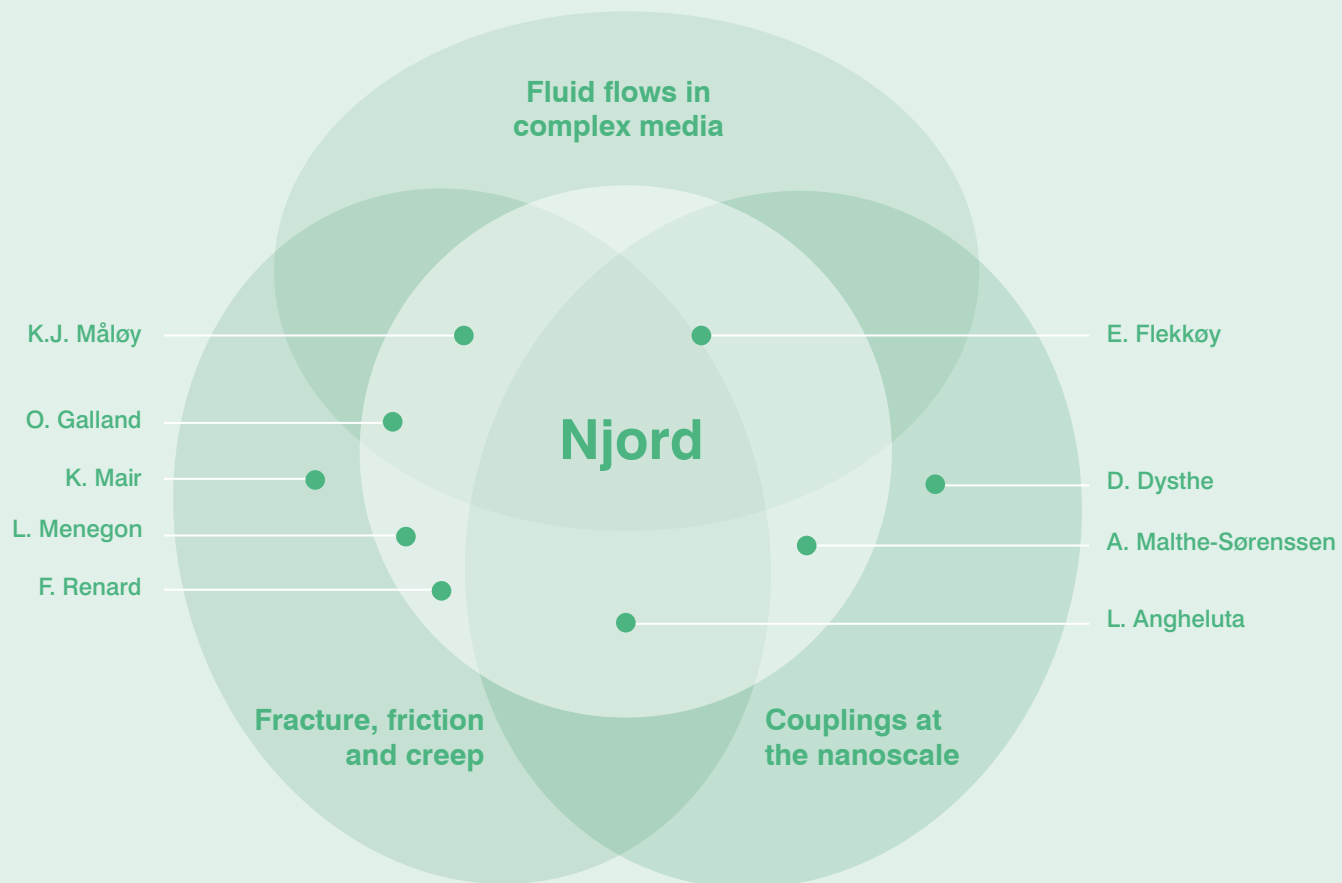 Fluid flows in
complex media
K.J. Måløy
E. Flekkøy
O. Galland
Njord
K. Mair
D. Dysthe
L. Menegon
A. Malthe-Sørenssen
F. Renard
L. Angheluta
Fracture, friction
and creep
Couplings at
the nanoscale